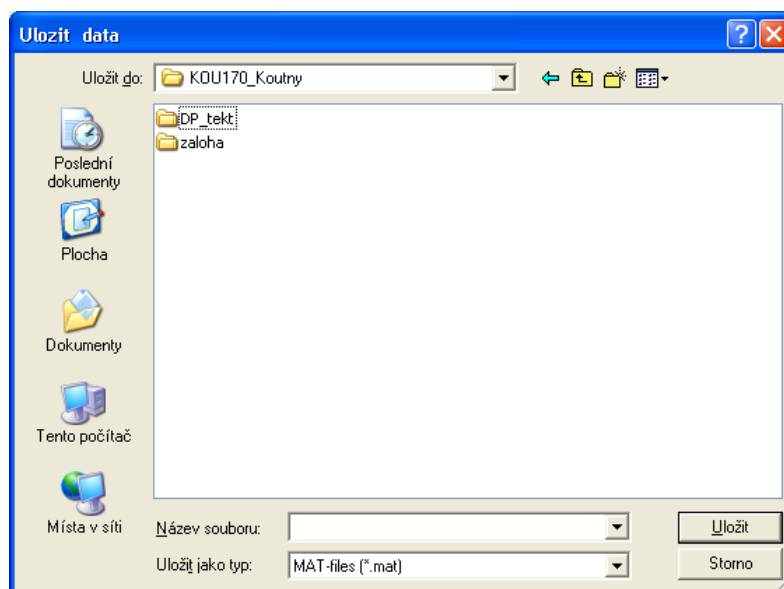 Ulozit data
Uložit do:
KOU170_Koutny
DP_tekt
zaloha
Poslední
dokumenty
Plocha
Dokumenty
Tento počítač
Místa v síti
Název souboru:
Uložit
Uložit jako typ:
MAT-files (*.mat)
Storno